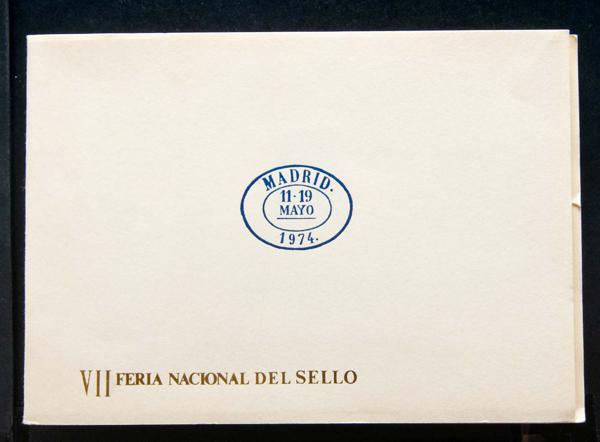 MADRID.
11-19
MAYO
1974.
VII FERIA NACIONAL DEL SELLO